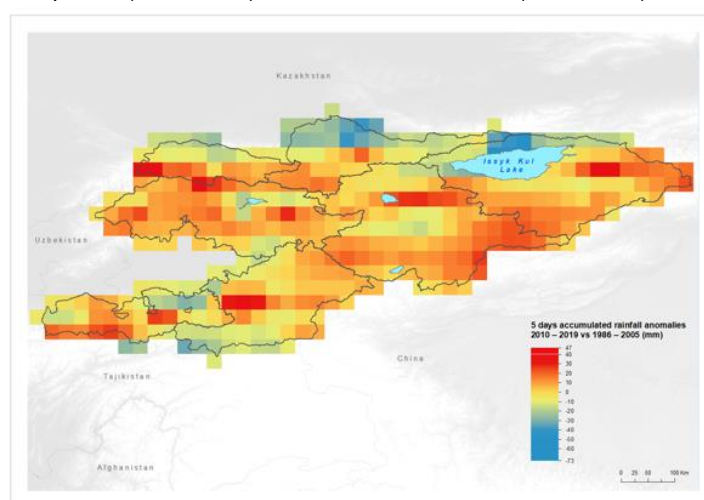 Kazakhstan
Issyk Kul
Lake
Uzbekistan
5 days accumulated rainfall anomalies
2010 – 2019 vs 1986 – 2005 (mm)
47
40
30
20
10
0
-10
-20
-30
-40
-50
-60
-73
China
Tajikistan
Afghanistan
0 25 50 100 Km